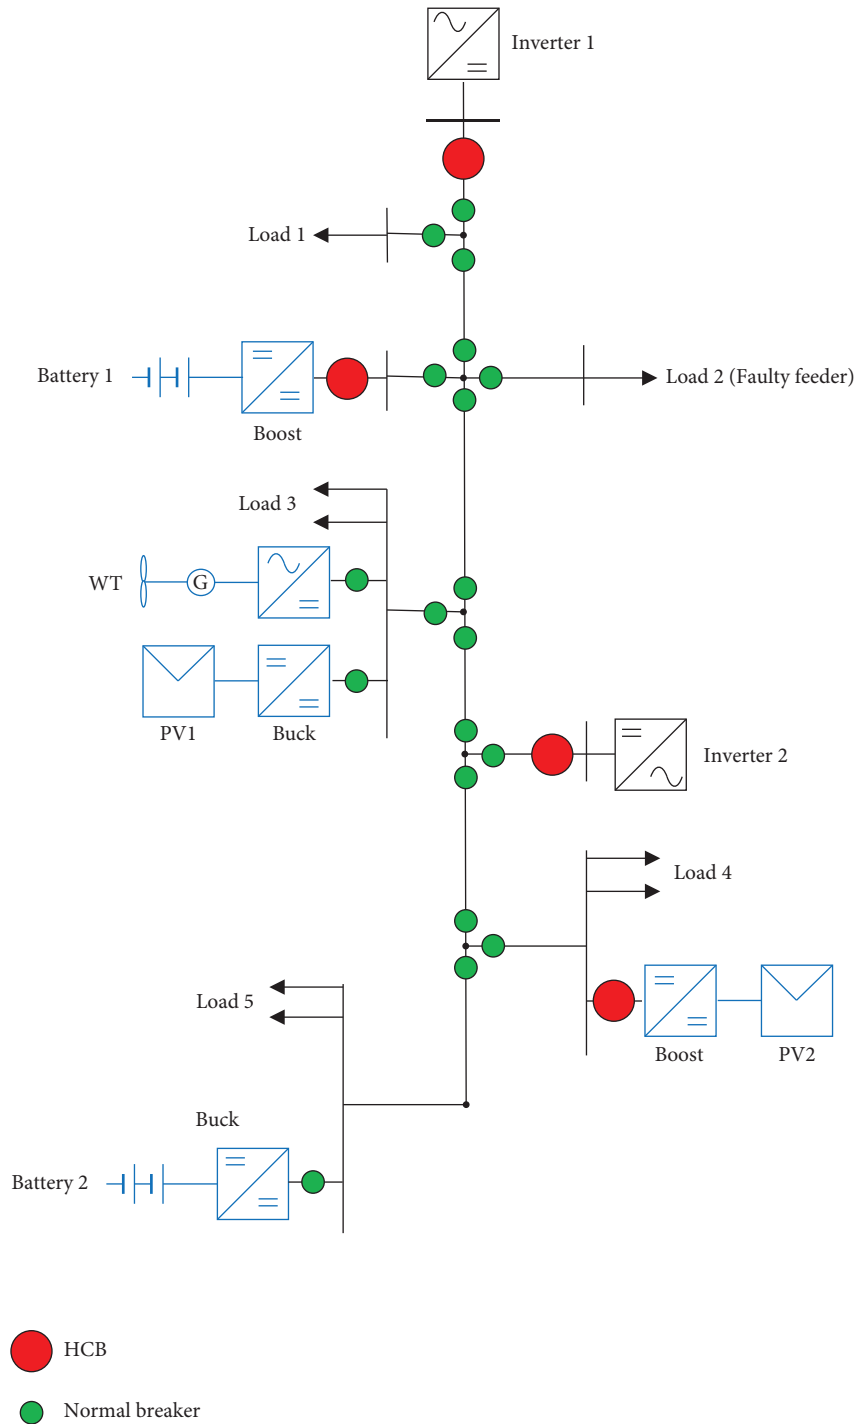 Inverter 1
Load 1
Battery 1
Boost
Load 2 (Faulty feeder)
Load 3
WT
G
PV1
Buck
Inverter 2
Load 4
Load 5
Boost
PV2
Buck
Battery 2
HCB
Normal breaker